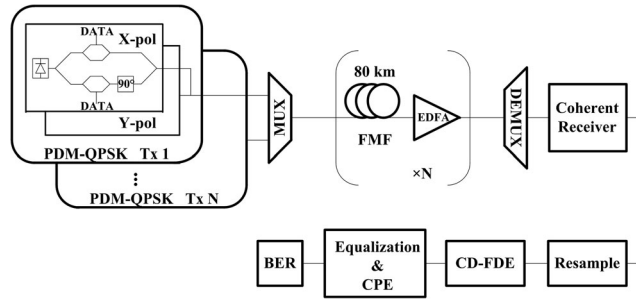 DATA
X-pol
90°
DATA
Y-pol
PDM-QPSK Tx 1
PDM-QPSK Tx N
MUX
80 km
FMF
EDFA
×N
DEMUX
Coherent
Receiver
BER
Equalization
&
CPE
CD-FDE
Resample